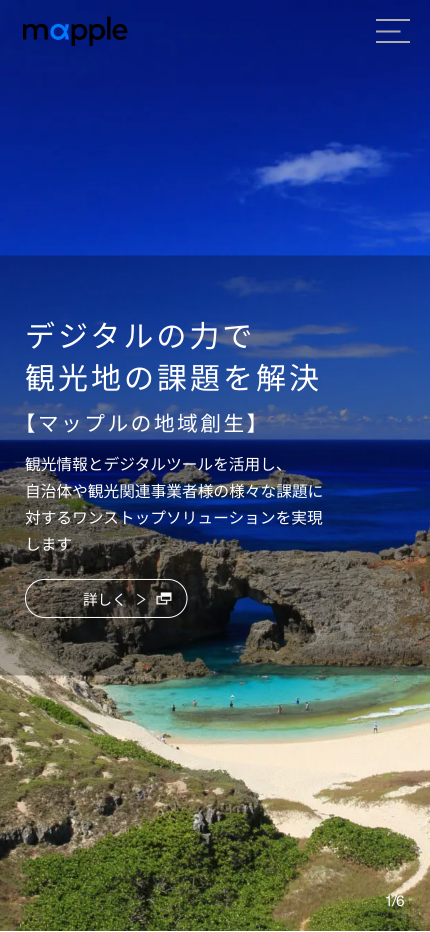 mapple
デジタルの力で
観光地の課題を解決
【マップルの地域創生】
観光情報とデジタルツールを活用し、
自治体や観光関連事業者様の様々な課題に
対するワンストップソリューションを実現
します
詳しく ＞
1/6